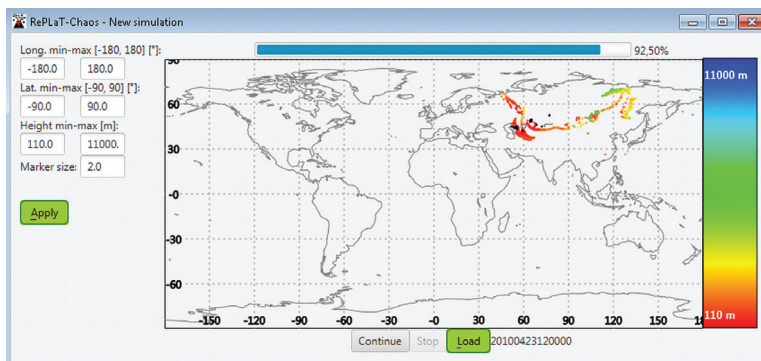 RePLaT-Chaos - New simulation
Long. min-max [-180, 180] [°]:
-180.0 180.0
Lat. min-max [-90, 90] [°]:
-90.0 90.0
Height min-max [m]:
110.0 11000.
Marker size: 2.0
Apply
92,50%
90
60
30
-0
-30
-60
-150 -120 -90 -60 -30 -0 30 60 90 120 150 18
11000 m
110 m
Continue Stop Load 20100423120000